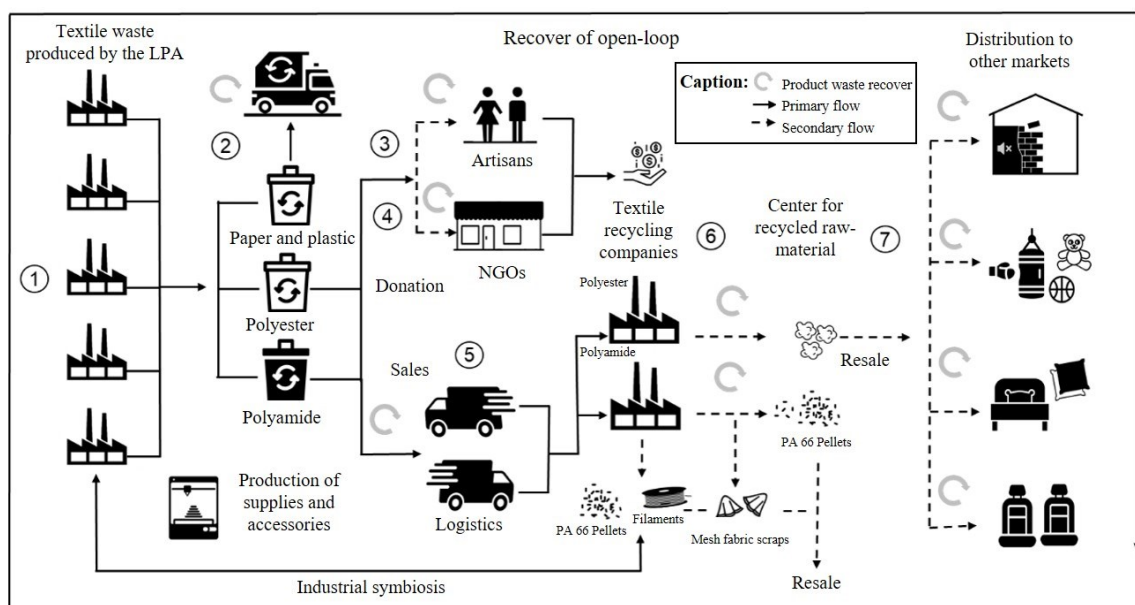 Textile waste
produced by the LPA
Recover of open-loop
Distribution to
other markets
Caption:
Product waste recover
Primary flow
Secondary flow
1
2
3
4
Paper and plastic
Polyester
Polyamide
Artisans
NGOs
Donation
Sales
5
Logistics
Textile
recycling
companies
6
Polyester
Polyamide
Center for
recycled raw-
material
7
Resale
PA 66 Pellets
Production of
supplies and
accessories
PA 66 Pellets
Filaments
Mesh fabric scraps
Resale
Industrial symbiosis